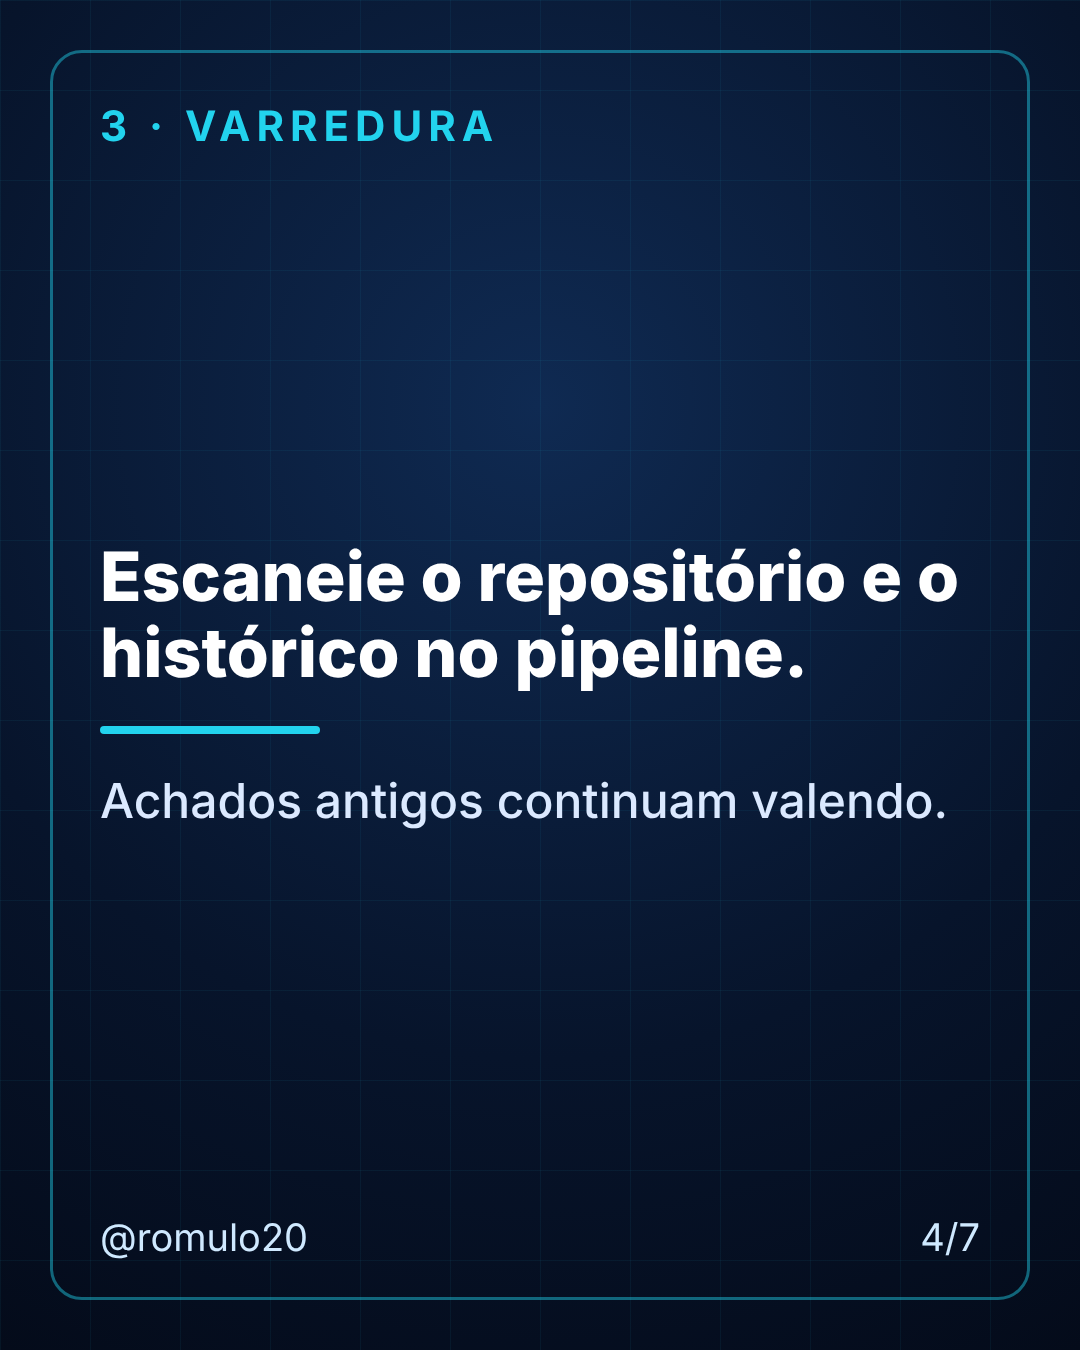 3 · VARREDURA
Escaneie o repositório e o
histórico no pipeline.
Achados antigos continuam valendo.
@romulo20
4/7